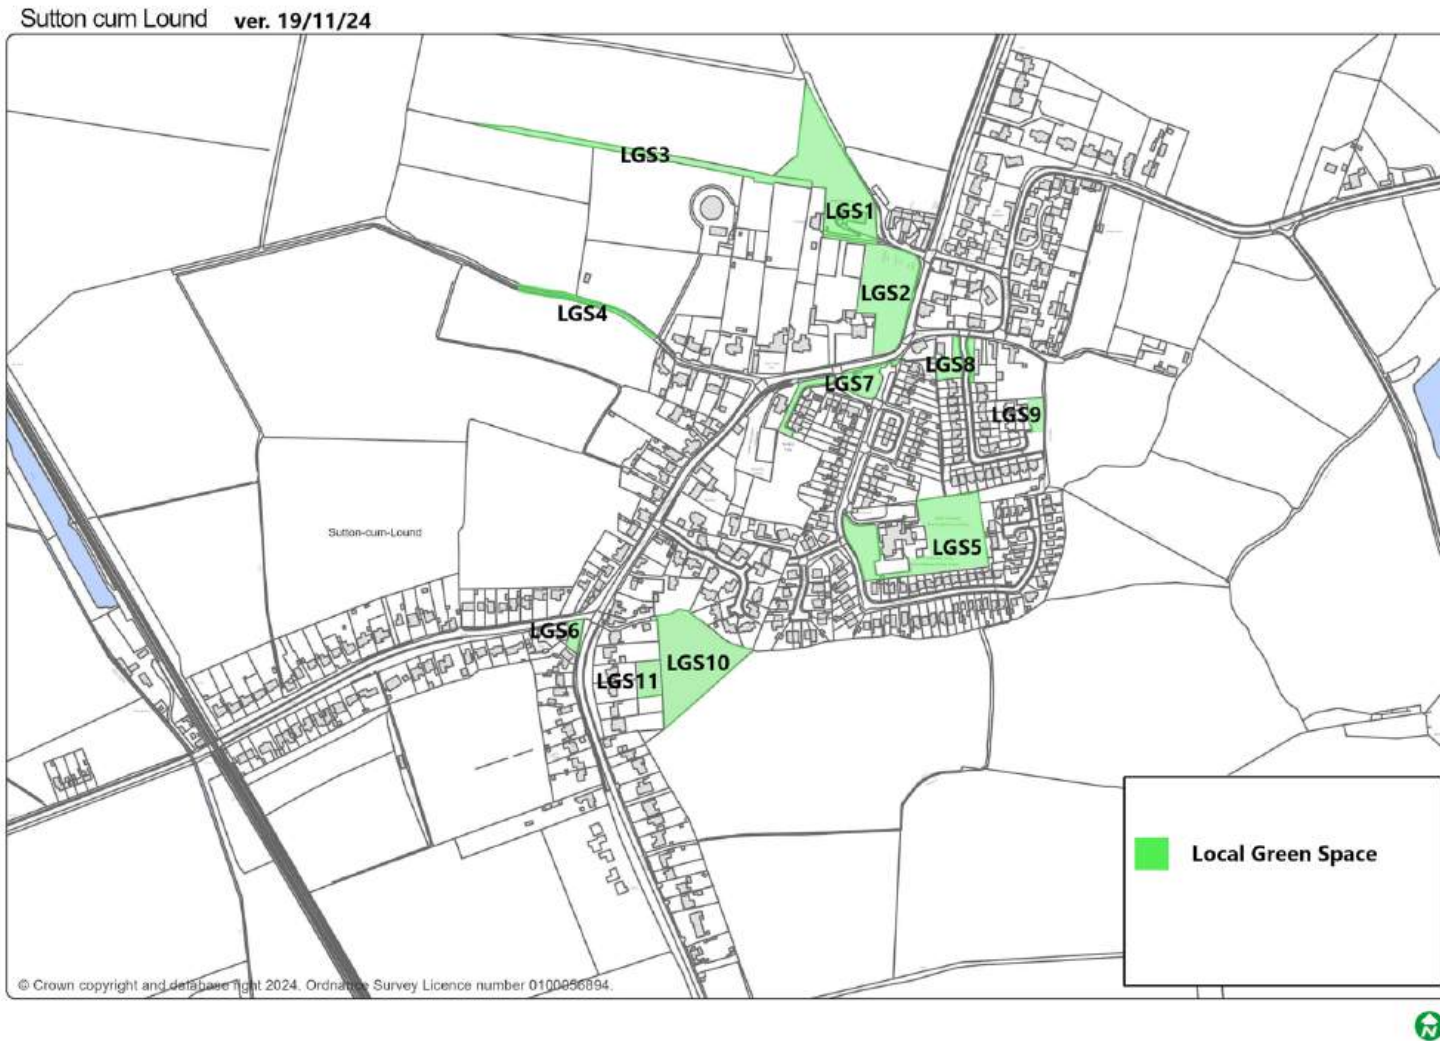 Sutton cum Lound ver. 19/11/24
LGS3
LGS1
LGS2
LGS4
LGS8
LGS7
LGS9
Sutton-cum-Lound
LGS5
LGS6
LGS10
LGS11
Local Green Space
© Crown copyright and database right 2024. Ordnance Survey Licence number 0100056894.
N